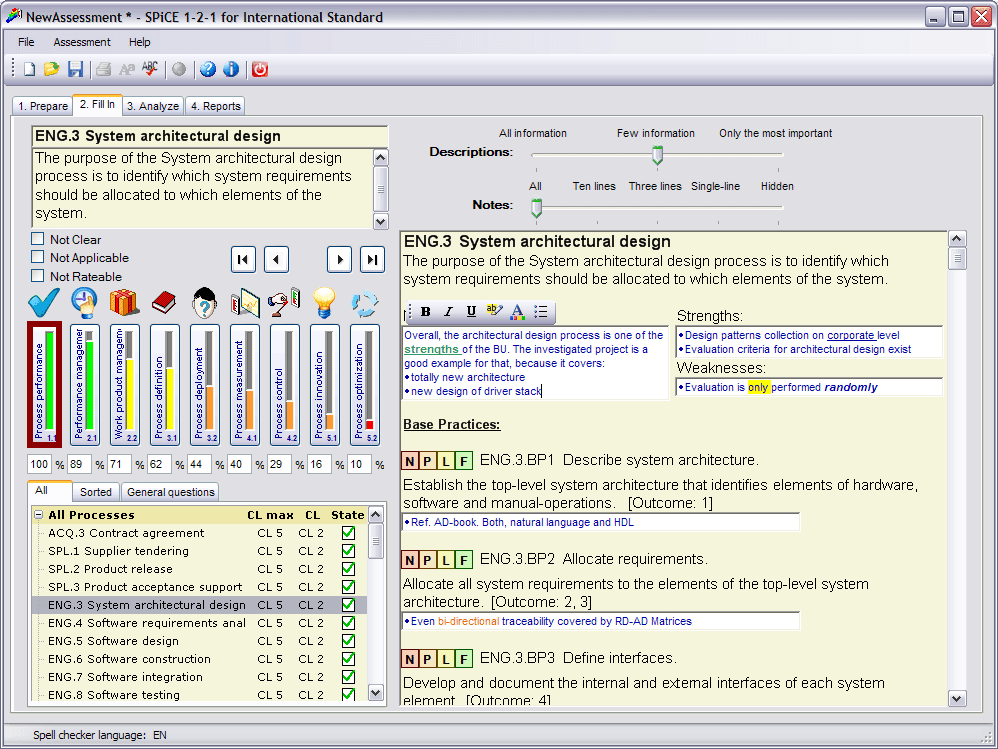 NewAssessment * - SPiCE 1-2-1 for International Standard
File Assessment Help
1. Prepare 2. Fill In 3. Analyze 4. Reports
ENG.3 System architectural design
The purpose of the System architectural design
process is to identify which system requirements
should be allocated to which elements of the
system.
Not Clear
Not Applicable
Not Rateable
Process performance 1.1
Performance managemer 2.1
Work product managem 2.2
Process definition 3.1
Process deployment 3.2
Process measurement 4.1
Process control 4.2
Process innovation 5.1
Process optimization 5.2
100 % 89 % 71 % 62 % 44 % 40 % 29 % 16 % 10 %
All Sorted General questions
All Processes CL max CL State
ACQ.3 Contract agreement CL 5 CL 2
SPL.1 Supplier tendering CL 5 CL 2
SPL.2 Product release CL 5 CL 2
SPL.3 Product acceptance support CL 5 CL 2
ENG.3 System architectural design CL 5 CL 2
ENG.4 Software requirements anal CL 5 CL 2
ENG.5 Software design CL 5 CL 2
ENG.6 Software construction CL 5 CL 2
ENG.7 Software integration CL 5 CL 2
ENG.8 Software testing CL 5 CL 2
All information Few information Only the most important
Descriptions:
All Ten lines Three lines Single-line Hidden
Notes:
ENG.3 System architectural design
The purpose of the System architectural design process is to identify which
system requirements should be allocated to which elements of the system.
B I U ab A
Overall, the architectural design process is one of the
strengths of the BU. The investigated project is a
good example for that, because it covers:
•totally new architecture
•new design of driver stack
Strengths:
•Design patterns collection on corporate level
•Evaluation criteria for architectural design exist
Weaknesses:
•Evaluation is only performed randomly
Base Practices:
N P L F ENG.3.BP1 Describe system architecture.
Establish the top-level system architecture that identifies elements of hardware,
software and manual-operations. [Outcome: 1]
•Ref. AD-book. Both, natural language and HDL
N P L F ENG.3.BP2 Allocate requirements.
Allocate all system requirements to the elements of the top-level system
architecture. [Outcome: 2, 3]
•Even bi-directional traceability covered by RD-AD Matrices
N P L F ENG.3.BP3 Define interfaces.
Develop and document the internal and external interfaces of each system
element. [Outcome: 4]
Spell checker language: EN